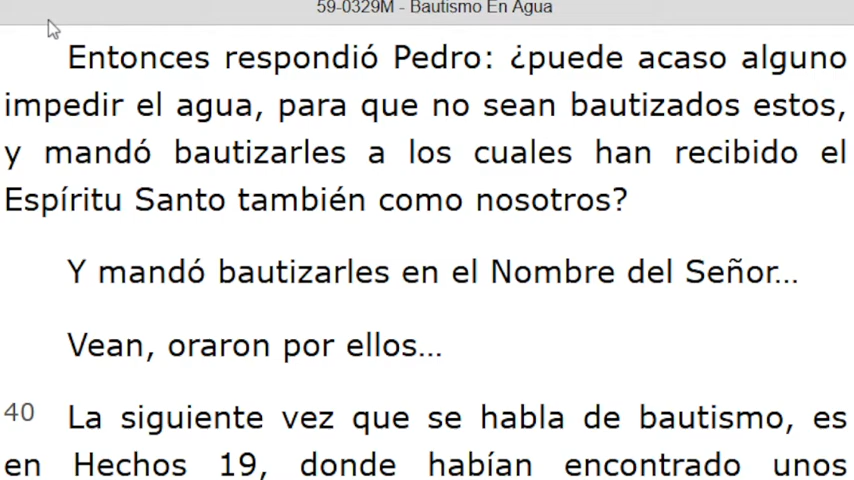 59-0329M - Bautismo En Agua
Entonces respondió Pedro: ¿puede acaso alguno
impedir el agua, para que no sean bautizados estos,
y mandó bautizarles a los cuales han recibido el
Espíritu Santo también como nosotros?
Y mandó bautizarles en el Nombre del Señor...
Vean, oraron por ellos...
40 La siguiente vez que se habla de bautismo, es
en Hechos 19, donde habían encontrado unos